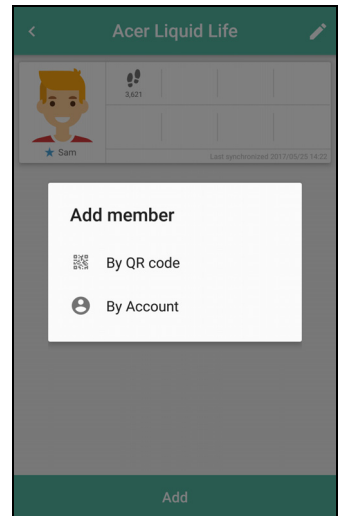 Acer Liquid Life
3,621
Sam
Last synchronized 2017/05/25 14:22
Add member
By QR code
By Account
Add